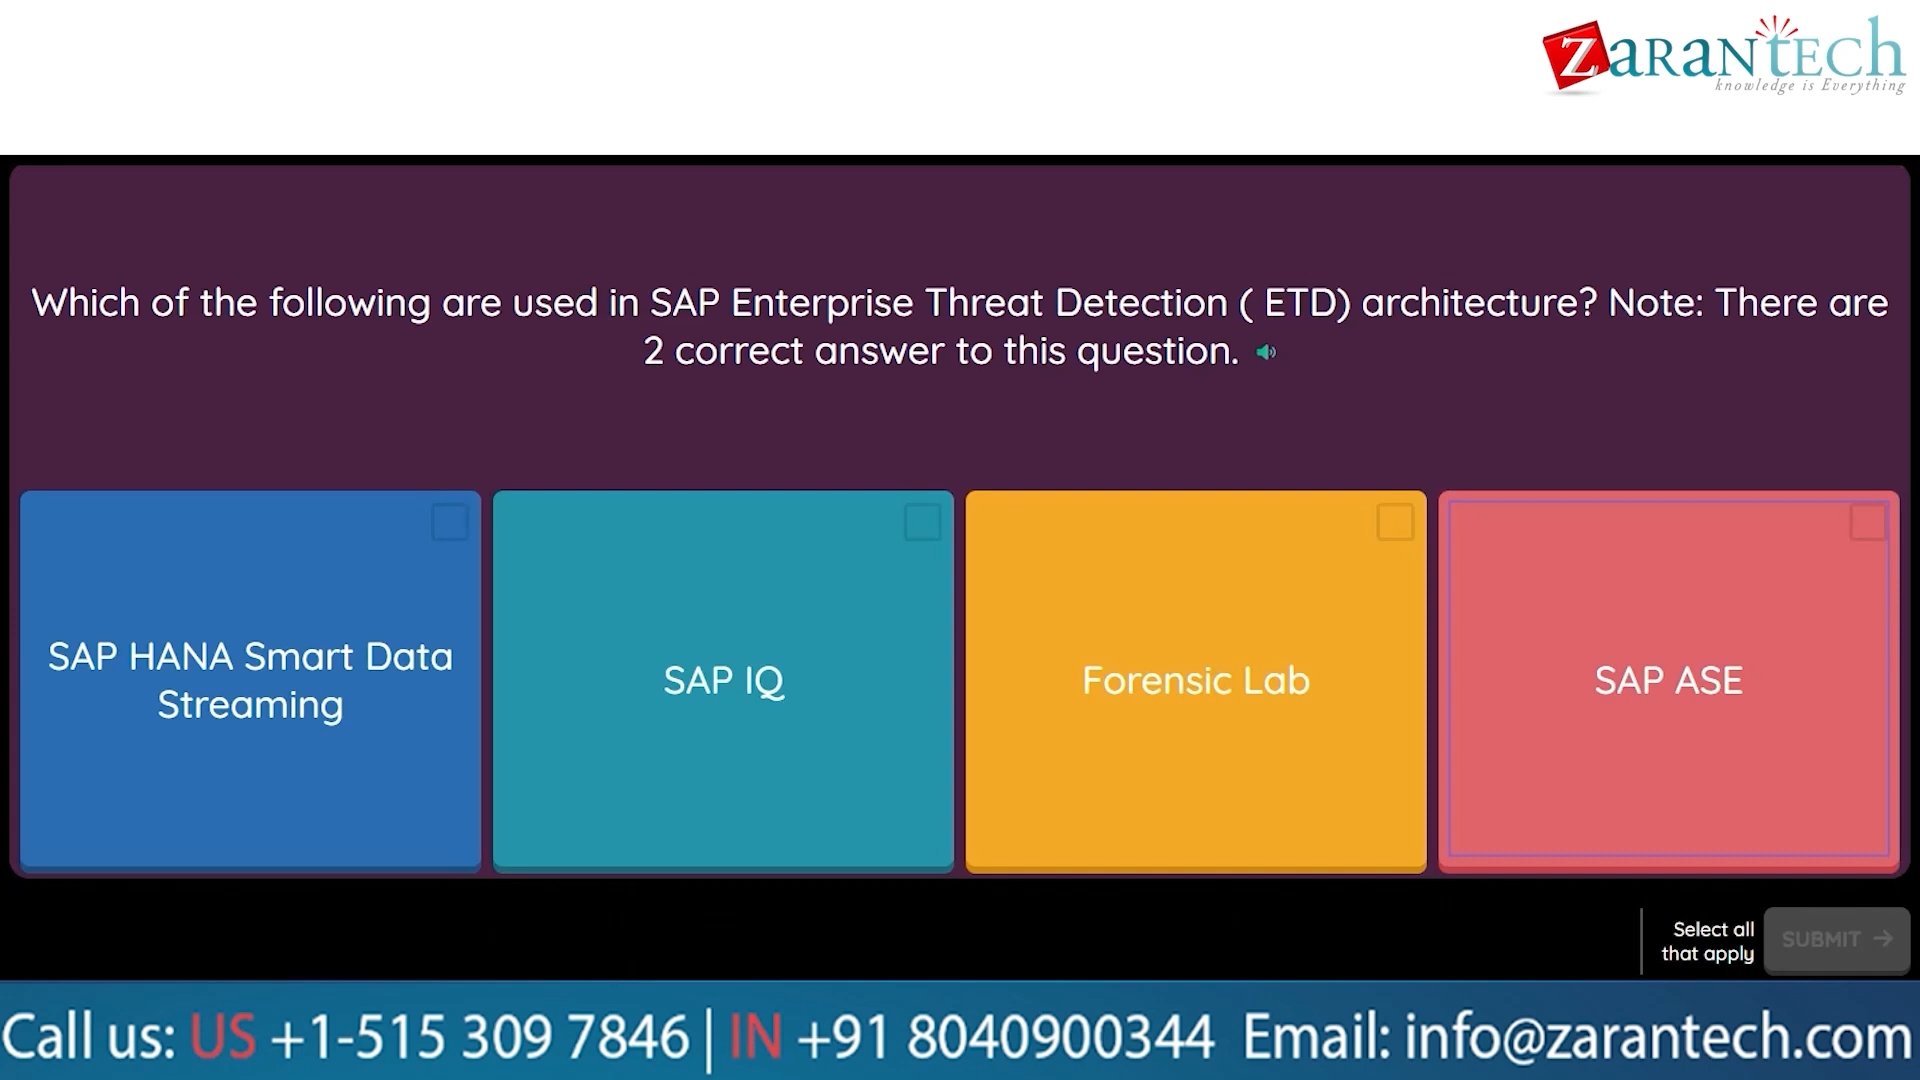 ZaranTech
knowledge is Everything
Which of the following are used in SAP Enterprise Threat Detection ( ETD) architecture? Note: There are
2 correct answer to this question.
SAP HANA Smart Data
Streaming
SAP IQ
Forensic Lab
SAP ASE
Select all
that apply
SUBMIT →
Call us: US +1-515 309 7846 | IN +91 8040900344 Email: info@zarantech.com